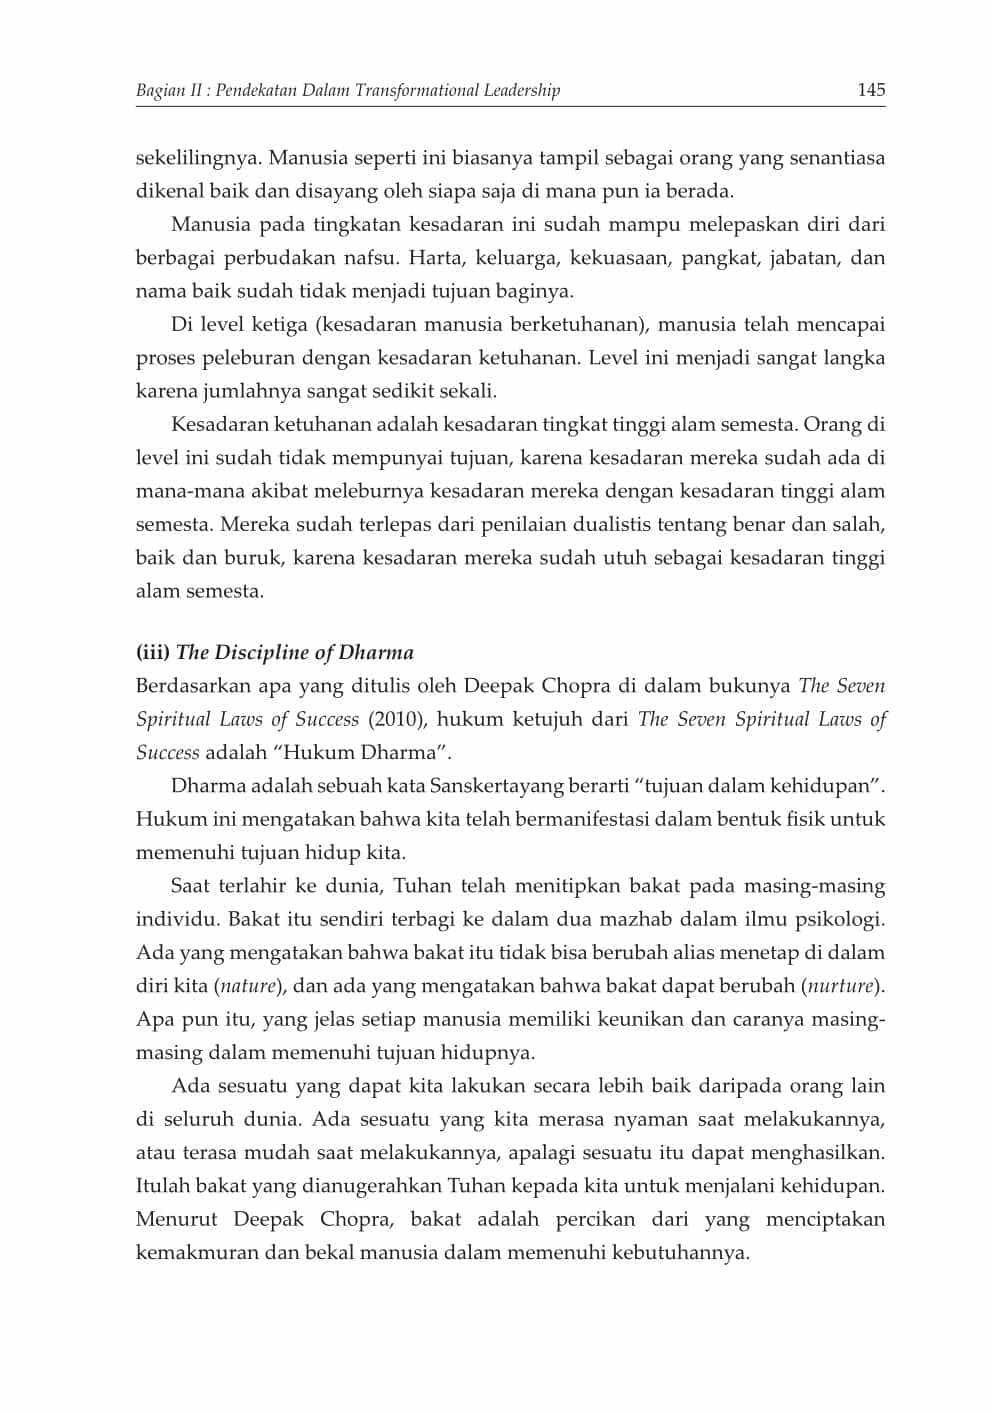 Bagian II : Pendekatan Dalam Transformational Leadership 145
sekelilingnya. Manusia seperti ini biasanya tampil sebagai orang yang senantiasa
dikenal baik dan disayang oleh siapa saja di mana pun ia berada.
Manusia pada tingkatan kesadaran ini sudah mampu melepaskan diri dari
berbagai perbudakan nafsu. Harta, keluarga, kekuasaan, pangkat, jabatan, dan
nama baik sudah tidak menjadi tujuan baginya.
Di level ketiga (kesadaran manusia berketuhanan), manusia telah mencapai
proses peleburan dengan kesadaran ketuhanan. Level ini menjadi sangat langka
karena jumlahnya sangat sedikit sekali.
Kesadaran ketuhanan adalah kesadaran tingkat tinggi alam semesta. Orang di
level ini sudah tidak mempunyai tujuan, karena kesadaran mereka sudah ada di
mana-mana akibat meleburnya kesadaran mereka dengan kesadaran tinggi alam
semesta. Mereka sudah terlepas dari penilaian dualistis tentang benar dan salah,
baik dan buruk, karena kesadaran mereka sudah utuh sebagai kesadaran tinggi
alam semesta.
(iii) The Discipline of Dharma
Berdasarkan apa yang ditulis oleh Deepak Chopra di dalam bukunya The Seven
Spiritual Laws of Success (2010), hukum ketujuh dari The Seven Spiritual Laws of
Success adalah “Hukum Dharma”.
Dharma adalah sebuah kata Sanskertayang berarti “tujuan dalam kehidupan”.
Hukum ini mengatakan bahwa kita telah bermanifestasi dalam bentuk fisik untuk
memenuhi tujuan hidup kita.
Saat terlahir ke dunia, Tuhan telah menitipkan bakat pada masing-masing
individu. Bakat itu sendiri terbagi ke dalam dua mazhab dalam ilmu psikologi.
Ada yang mengatakan bahwa bakat itu tidak bisa berubah alias menetap di dalam
diri kita (nature), dan ada yang mengatakan bahwa bakat dapat berubah (nurture).
Apa pun itu, yang jelas setiap manusia memiliki keunikan dan caranya masing-
masing dalam memenuhi tujuan hidupnya.
Ada sesuatu yang dapat kita lakukan secara lebih baik daripada orang lain
di seluruh dunia. Ada sesuatu yang kita merasa nyaman saat melakukannya,
atau terasa mudah saat melakukannya, apalagi sesuatu itu dapat menghasilkan.
Itulah bakat yang dianugerahkan Tuhan kepada kita untuk menjalani kehidupan.
Menurut Deepak Chopra, bakat adalah percikan dari yang menciptakan
kemakmuran dan bekal manusia dalam memenuhi kebutuhannya.